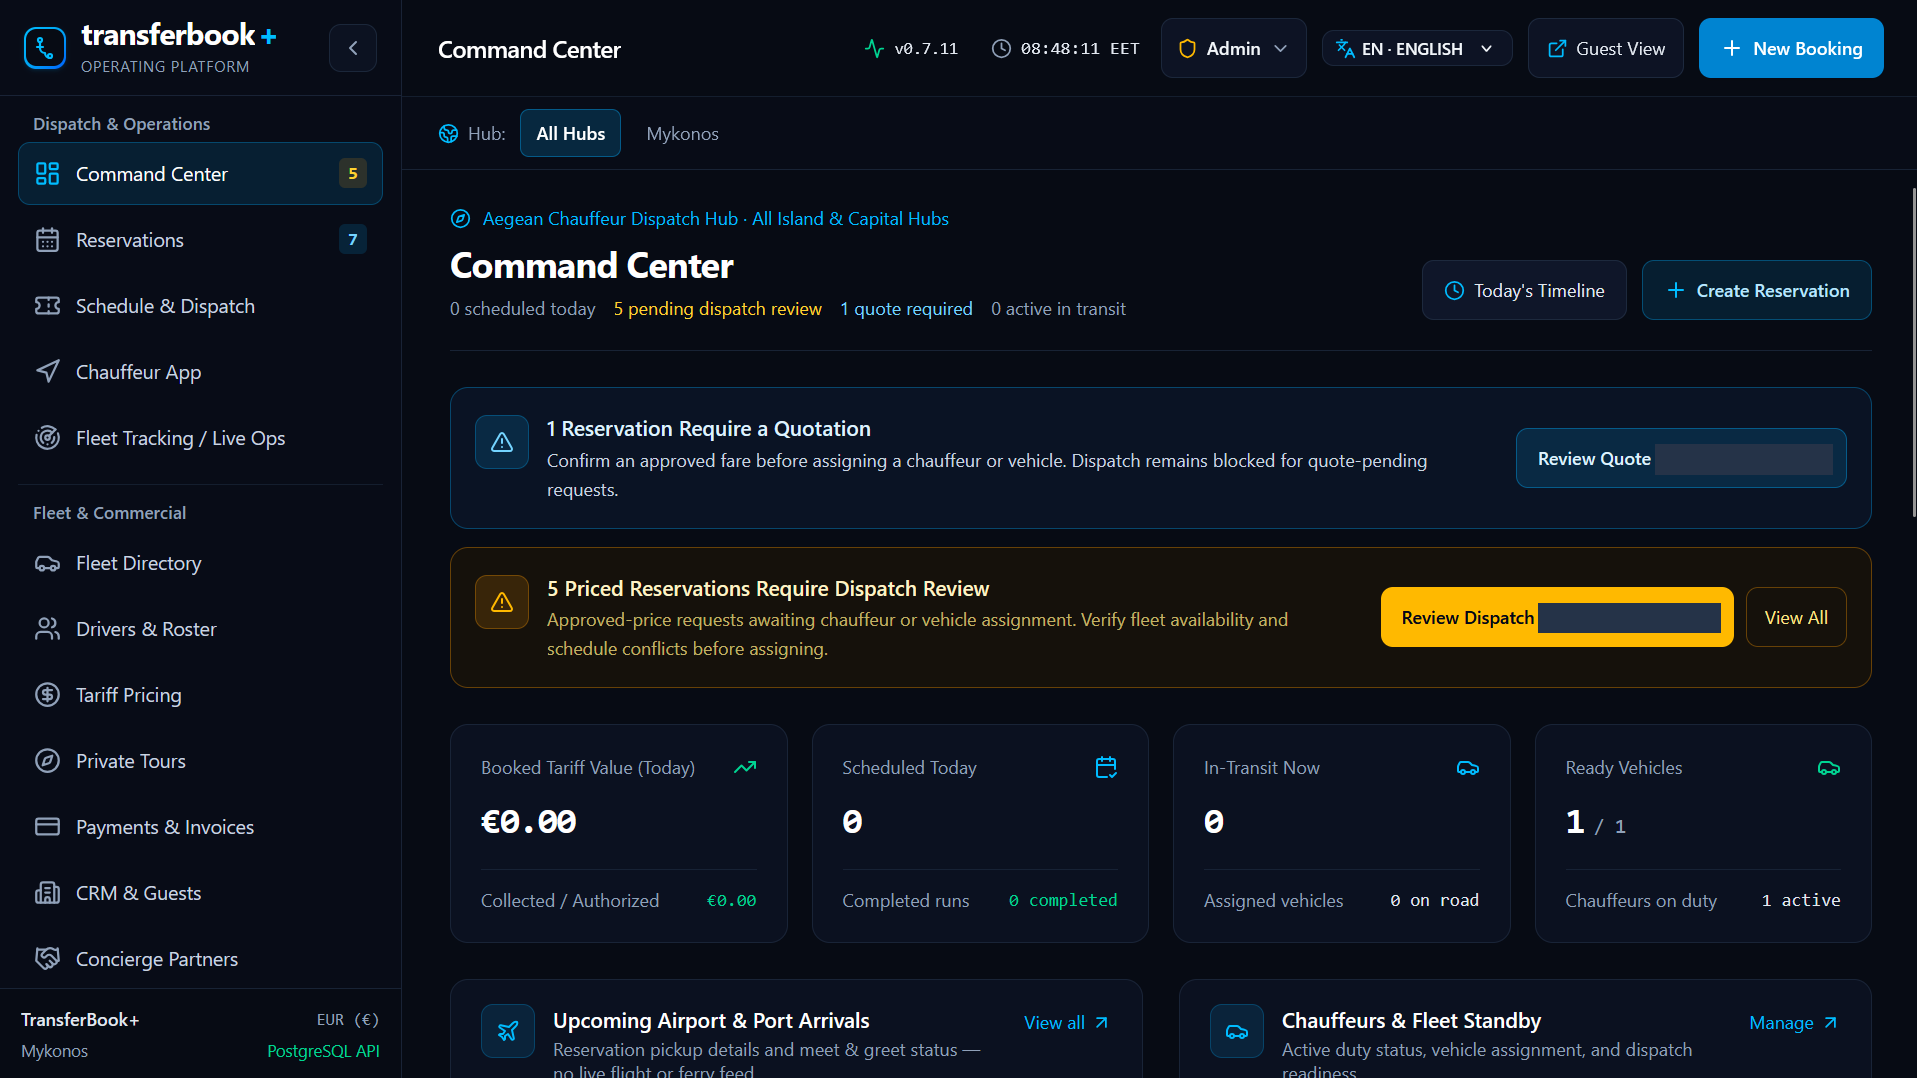 transferbook +
OPERATING PLATFORM
Command Center
v0.7.11
08:48:11 EET
Admin
EN · ENGLISH
Guest View
New Booking
Hub:
All Hubs
Mykonos
Dispatch & Operations
Command Center
5
Reservations
7
Schedule & Dispatch
Chauffeur App
Fleet Tracking / Live Ops
Fleet & Commercial
Fleet Directory
Drivers & Roster
Tariff Pricing
Private Tours
Payments & Invoices
CRM & Guests
Concierge Partners
TransferBook+
EUR (€)
Mykonos
PostgreSQL API
Aegean Chauffeur Dispatch Hub · All Island & Capital Hubs
Command Center
0 scheduled today
5 pending dispatch review
1 quote required
0 active in transit
Today's Timeline
Create Reservation
1 Reservation Require a Quotation
Confirm an approved fare before assigning a chauffeur or vehicle. Dispatch remains blocked for quote-pending
requests.
Review Quote
5 Priced Reservations Require Dispatch Review
Approved-price requests awaiting chauffeur or vehicle assignment. Verify fleet availability and
schedule conflicts before assigning.
Review Dispatch
View All
Booked Tariff Value (Today)
€0.00
Collected / Authorized
€0.00
Scheduled Today
0
Completed runs
0 completed
In-Transit Now
0
Assigned vehicles
0 on road
Ready Vehicles
1 / 1
Chauffeurs on duty
1 active
Upcoming Airport & Port Arrivals
View all
Reservation pickup details and meet & greet status —
no live flight or ferry feed
Chauffeurs & Fleet Standby
Manage
Active duty status, vehicle assignment, and dispatch
readiness